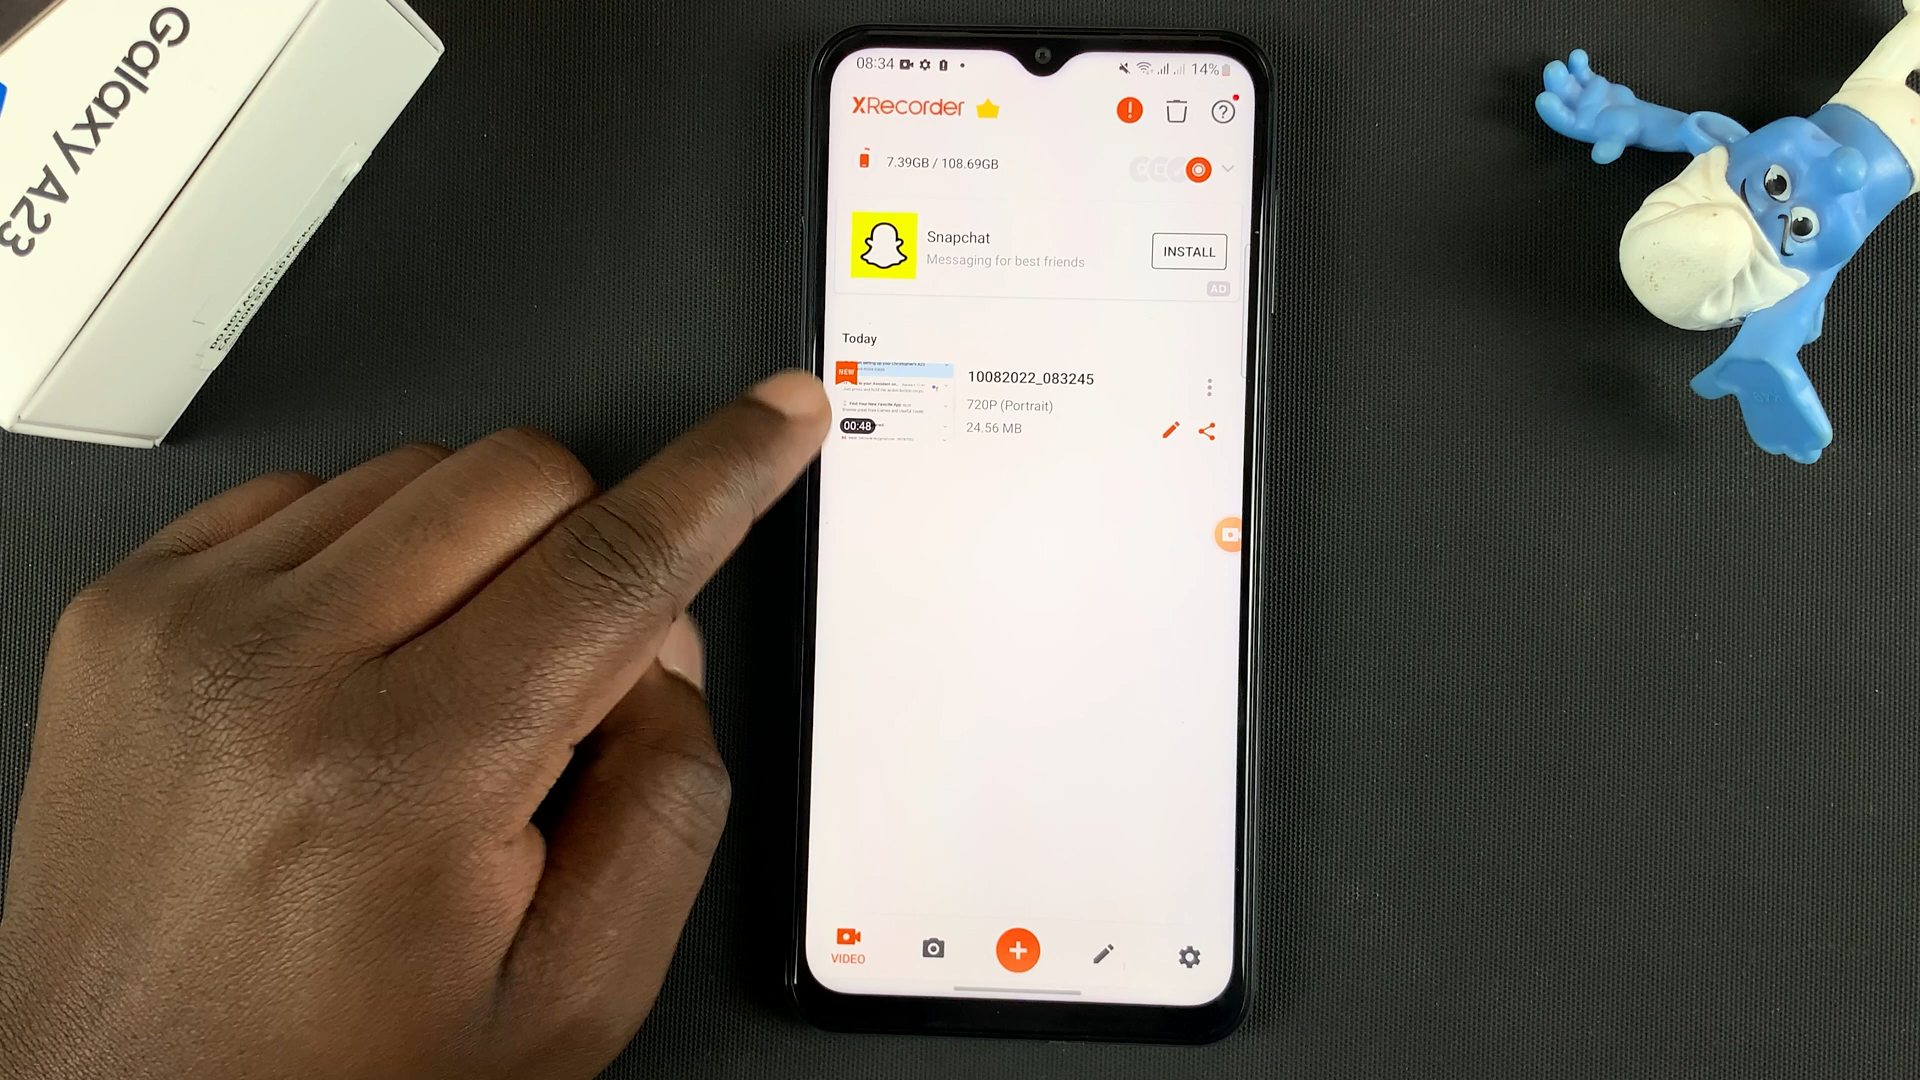 Galaxy A23
08:34
14%
XRecorder
7.39GB / 108.69GB
Snapchat
Messaging for best friends
INSTALL
AD
Today
NEW
10082022_083245
720P (Portrait)
24.56 MB
00:48
VIDEO